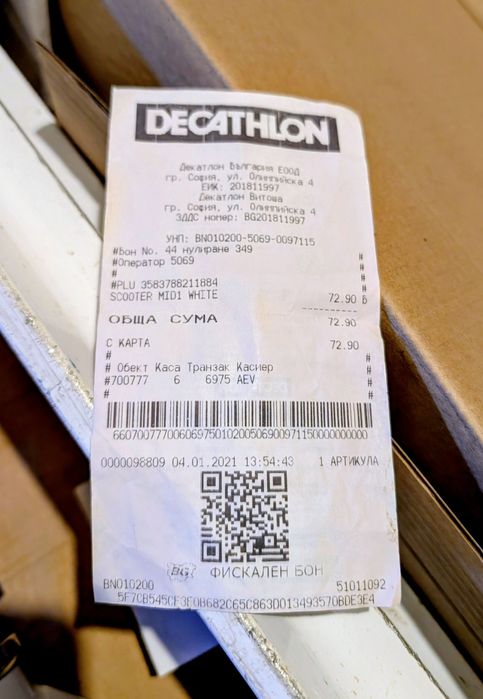 DECATHLON
Декатлон България ЕООД
гр. София, ул. Олимпийска 4
ЕИК: 201811997
Декатлон Витоша
гр. София, ул. Олимпийска 4
ЗДДС номер: BG201811997
УНП: BN010200-5069-0097115
#Бон No. 44 нулиране 349 #
#Оператор 5069 #
# #
#PLU 3583788211884 #
SCOOTER MID1 WHITE 72.90 Б
----------
ОБЩА СУМА 72.90
С КАРТА 72.90
# #
# Обект Каса Транзак Касиер #
#700777 6 6975 AEV #
# #
66070077700606975010200506900971150000000000
0000098809 04.01.2021 13:54:43 1 АРТИКУЛА
BG ФИСКАЛЕН БОН
BN010200 51011092
5F7CB545CF3F0B682C65C863D013493570BDE3E4